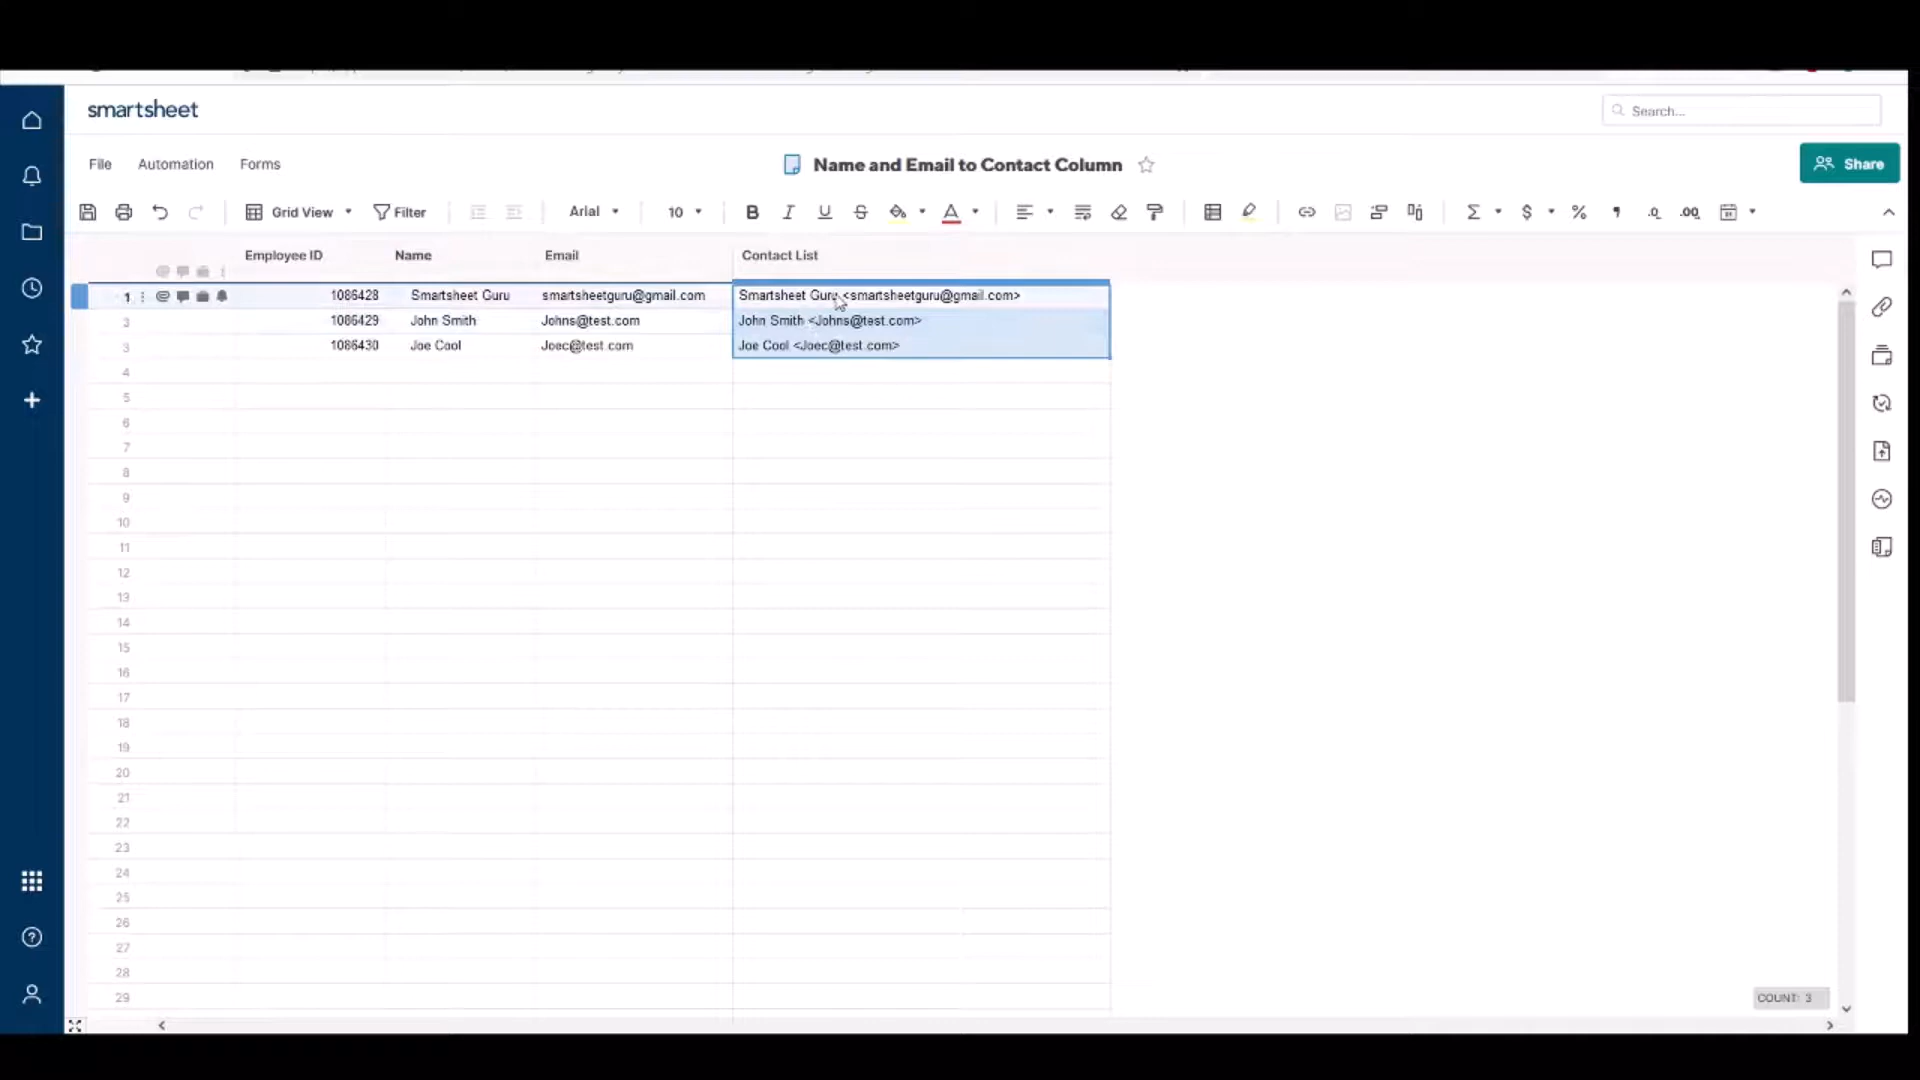 smartsheet
Search...
File Automation Forms
Name and Email to Contact Column
Share
Grid View Filter Arial 10 B I U S A Σ $ % .0 .00
Employee ID Name Email Contact List
1 1086428 Smartsheet Guru smartsheetguru@gmail.com Smartsheet Guru <smartsheetguru@gmail.com>
2 1086429 John Smith Johns@test.com John Smith <Johns@test.com>
3 1086430 Joe Cool Joec@test.com Joe Cool <Joec@test.com>
4
5
6
7
8
9
10
11
12
13
14
15
16
17
18
19
20
21
22
23
24
25
26
27
28
29
COUNT: 3